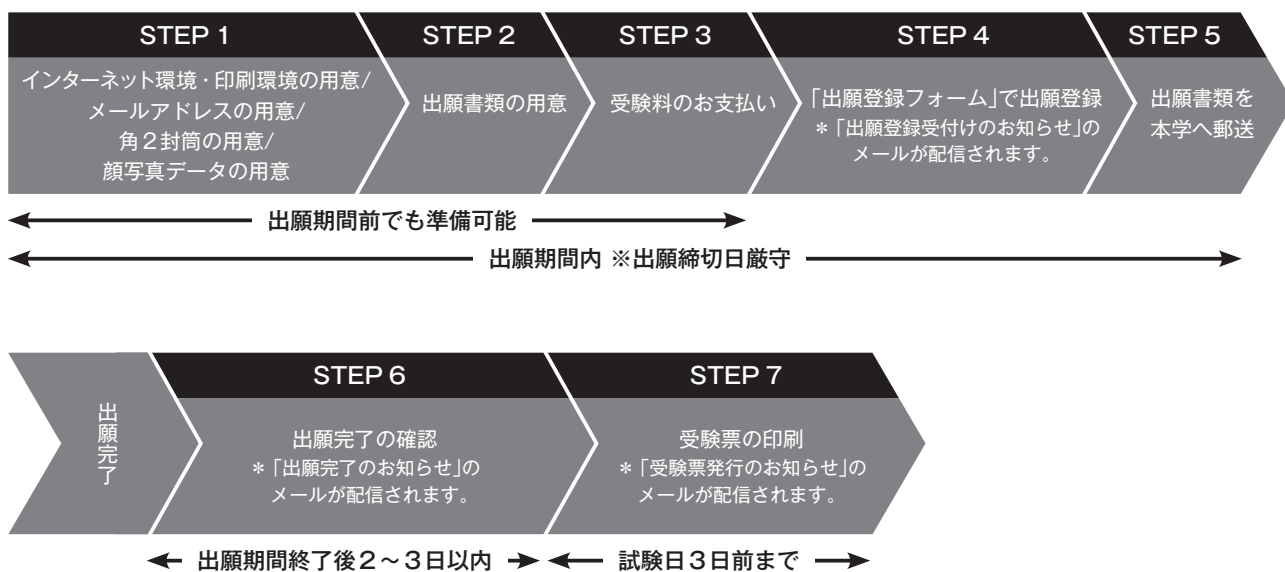 STEP 1
STEP 2
STEP 3
STEP 4
STEP 5
インターネット環境・印刷環境の用意/
メールアドレスの用意/
角2封筒の用意/
顔写真データの用意
出願書類の用意
受験料のお支払い
「出願登録フォーム」で出願登録
*「出願登録受付けのお知らせ」の
メールが配信されます。
出願書類を
本学へ郵送
出願期間前でも準備可能
出願期間内 ※出願締切日厳守
出願完了
STEP 6
STEP 7
出願完了の確認
*「出願完了のお知らせ」の
メールが配信されます。
受験票の印刷
*「受験票発行のお知らせ」の
メールが配信されます。
出願期間終了後2~3日以内
試験日3日前まで